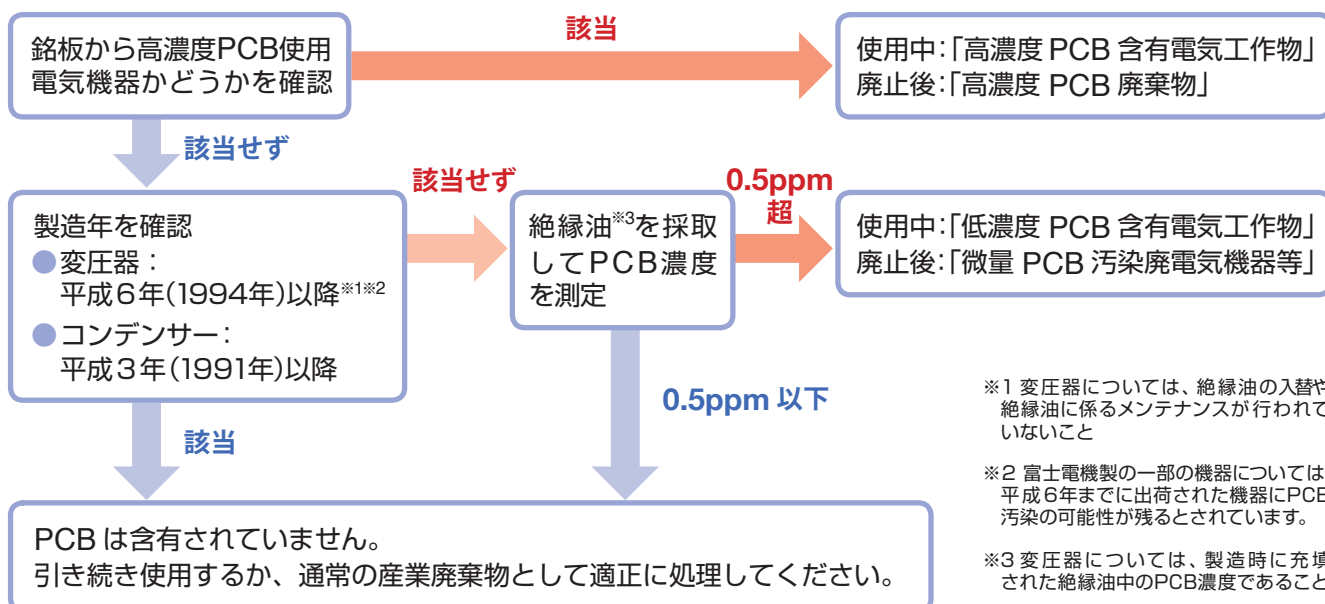 銘板から高濃度PCB使用
電気機器かどうかを確認
該当
使用中：「高濃度 PCB 含有電気工作物」
廃止後：「高濃度 PCB 廃棄物」
該当せず
製造年を確認
●変圧器：
平成6年（1994年）以降※1※2
●コンデンサー：
平成3年（1991年）以降
該当せず
絶縁油※3を採取
してPCB濃度
を測定
0.5ppm
超
使用中：「低濃度 PCB 含有電気工作物」
廃止後：「微量 PCB 汚染廃電気機器等」
該当
0.5ppm 以下
PCB は含有されていません。
引き続き使用するか、通常の産業廃棄物として適正に処理してください。
※1 変圧器については、絶縁油の入替や
絶縁油に係るメンテナンスが行われて
いないこと
※2 富士電機製の一部の機器については
平成6年までに出荷された機器にPCB
汚染の可能性が残るとされています。
※3 変圧器については、製造時に充填
された絶縁油中のPCB濃度であること